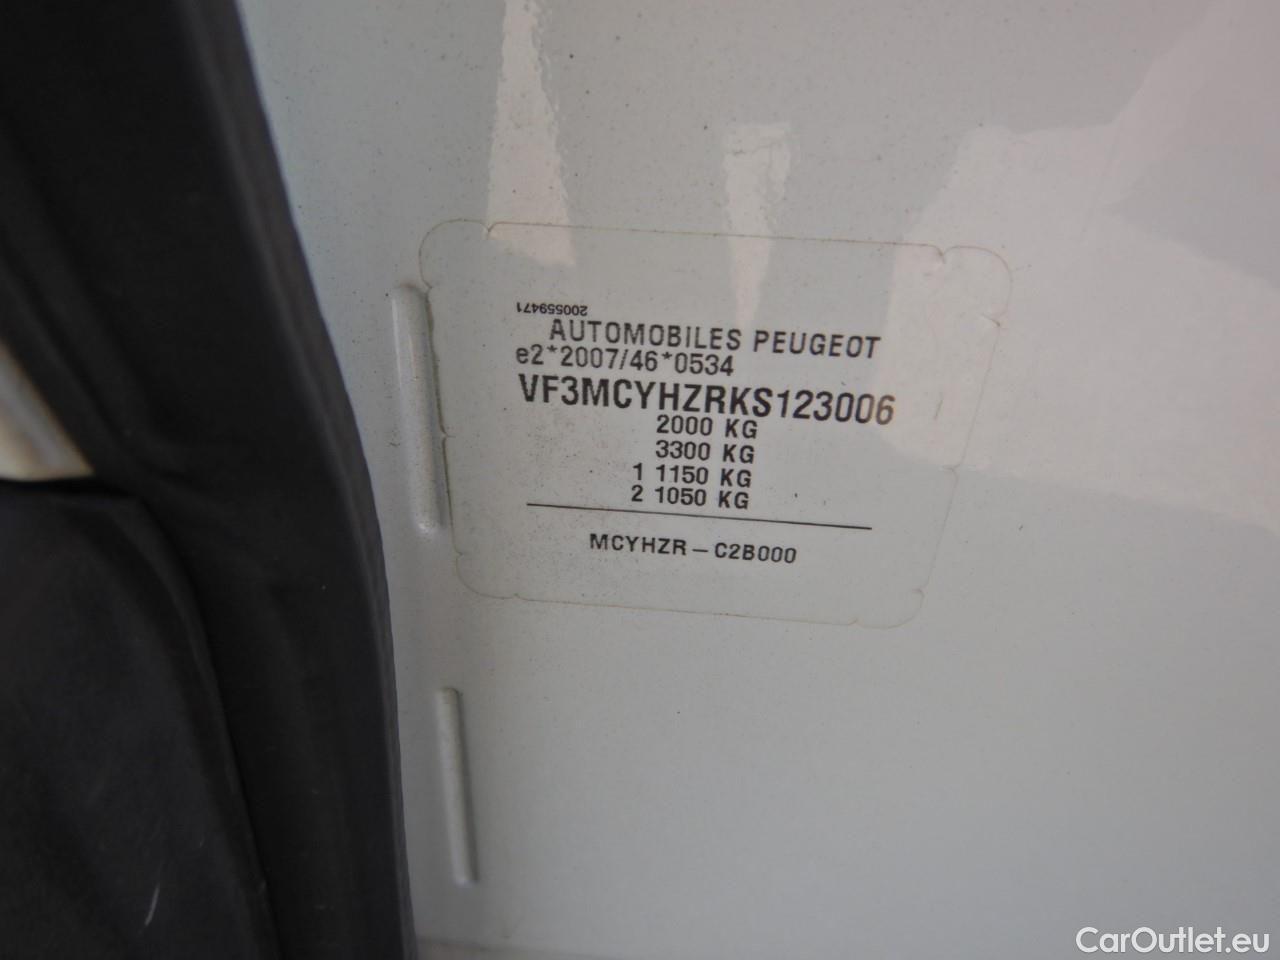 200559471
AUTOMOBILES PEUGEOT
e2*2007/46*0534
VF3MCYHZRKS123006
2000 KG
3300 KG
1 1150 KG
2 1050 KG
MCYHZR – C2B000
CarOutlet.eu